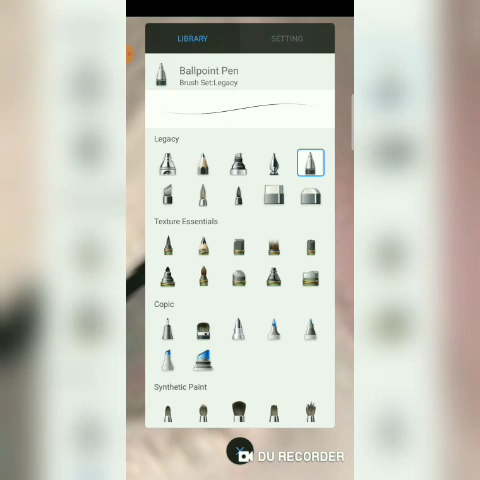 LIBRARY
SETTING
Ballpoint Pen
Brush Set:Legacy
Legacy
Texture Essentials
Copic
Synthetic Paint
DU RECORDER